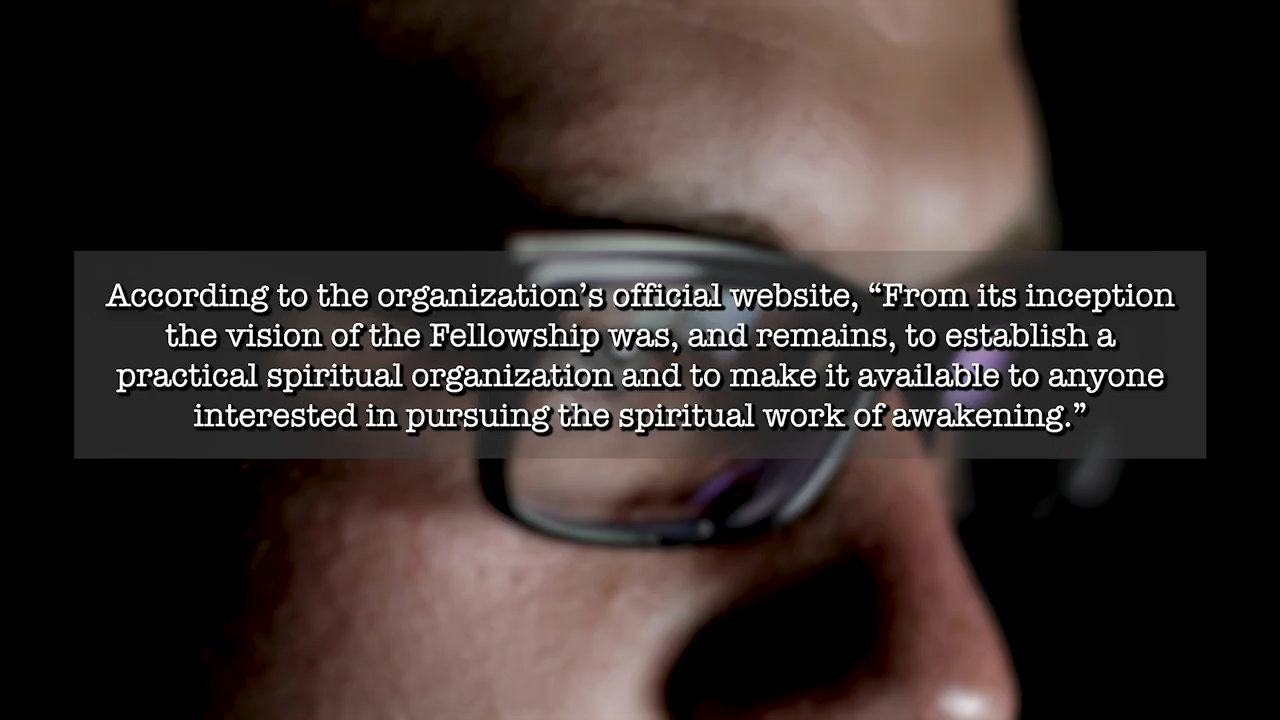 According to the organization’s official website, “From its inception
the vision of the Fellowship was, and remains, to establish a
practical spiritual organization and to make it available to anyone
interested in pursuing the spiritual work of awakening.”